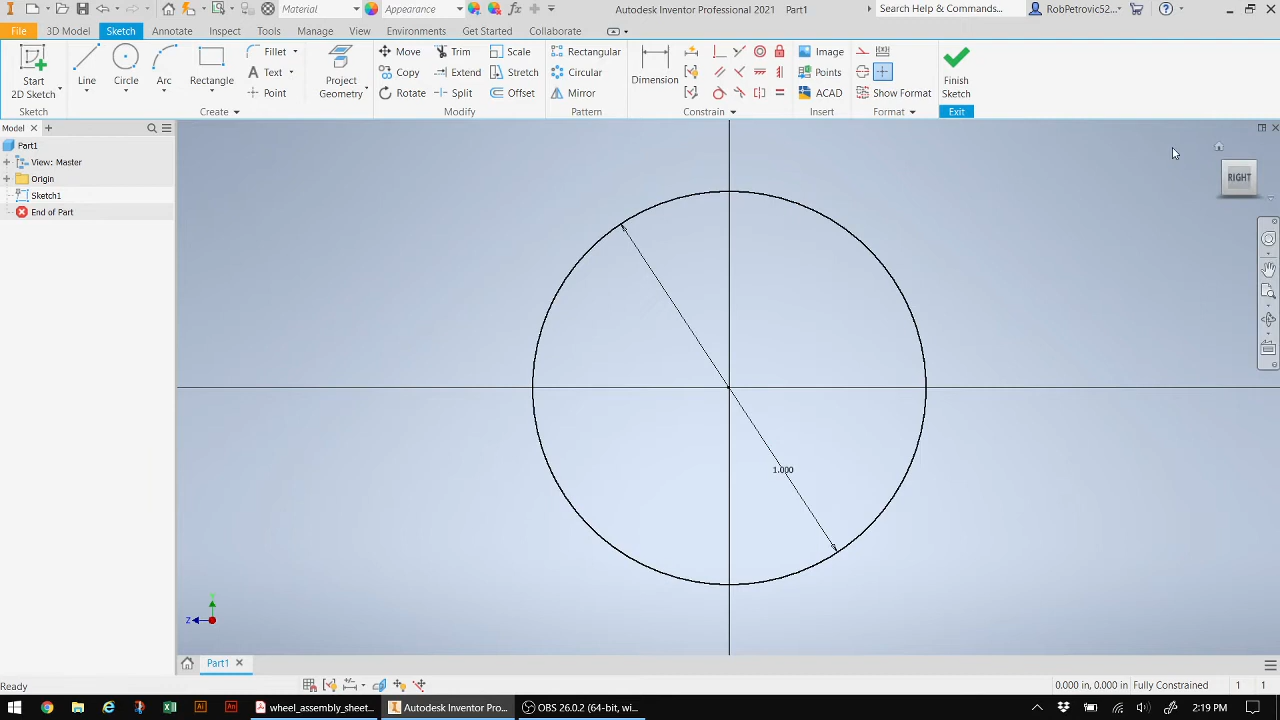 Material
Appearance
Autodesk Inventor Professional 2021 Part1
Search Help & Commands...
RobPetrovic52...
File
3D Model
Sketch
Annotate
Inspect
Tools
Manage
View
Environments
Get Started
Collaborate
Start
2D Sketch
Line
Circle
Arc
Rectangle
Fillet
Text
Point
Project
Geometry
Move
Copy
Rotate
Trim
Extend
Split
Scale
Stretch
Offset
Rectangular
Circular
Mirror
Dimension
Image
Points
ACAD
Show Format
Finish
Sketch
Sketch
Create
Modify
Pattern
Constrain
Insert
Format
Exit
Model
Part1
View: Master
Origin
Sketch1
End of Part
RIGHT
1.000
Y
Z
Part1
Ready
0.000 in, 0.000 in Fully Constrained 1 1
wheel_assembly_sheet...
Autodesk Inventor Pro...
OBS 26.0.2 (64-bit, wi...
2:19 PM